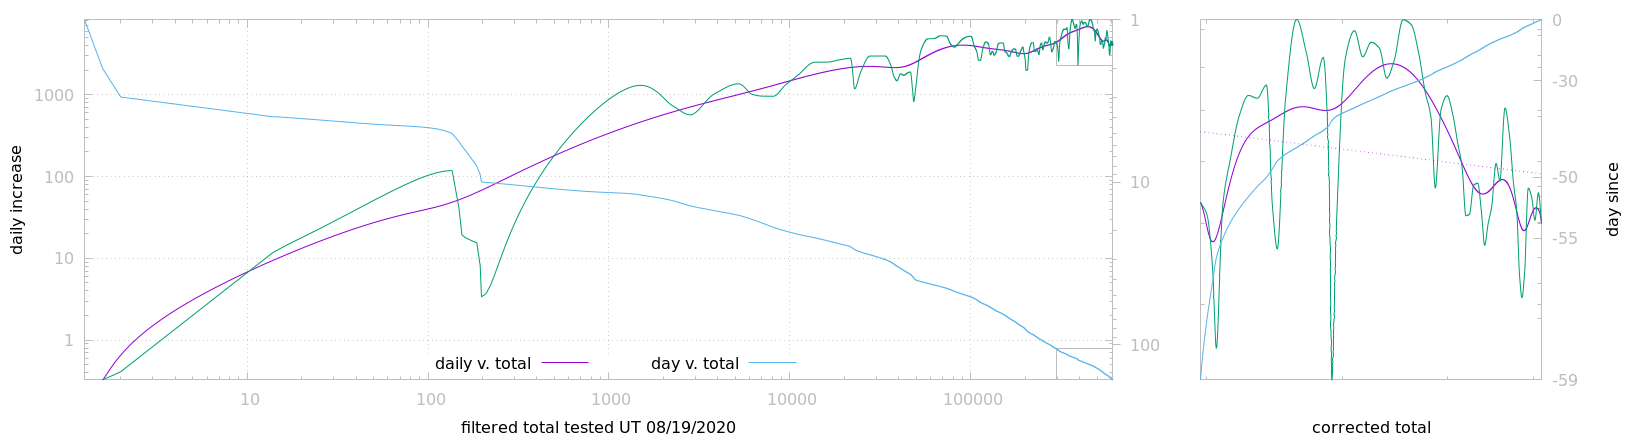 daily increase
1000
100
10
1
10
100
1000
10000
100000
filtered total tested UT 08/19/2020
daily v. total
day v. total
1
10
100
0
-30
-50
-55
-59
day since
corrected total